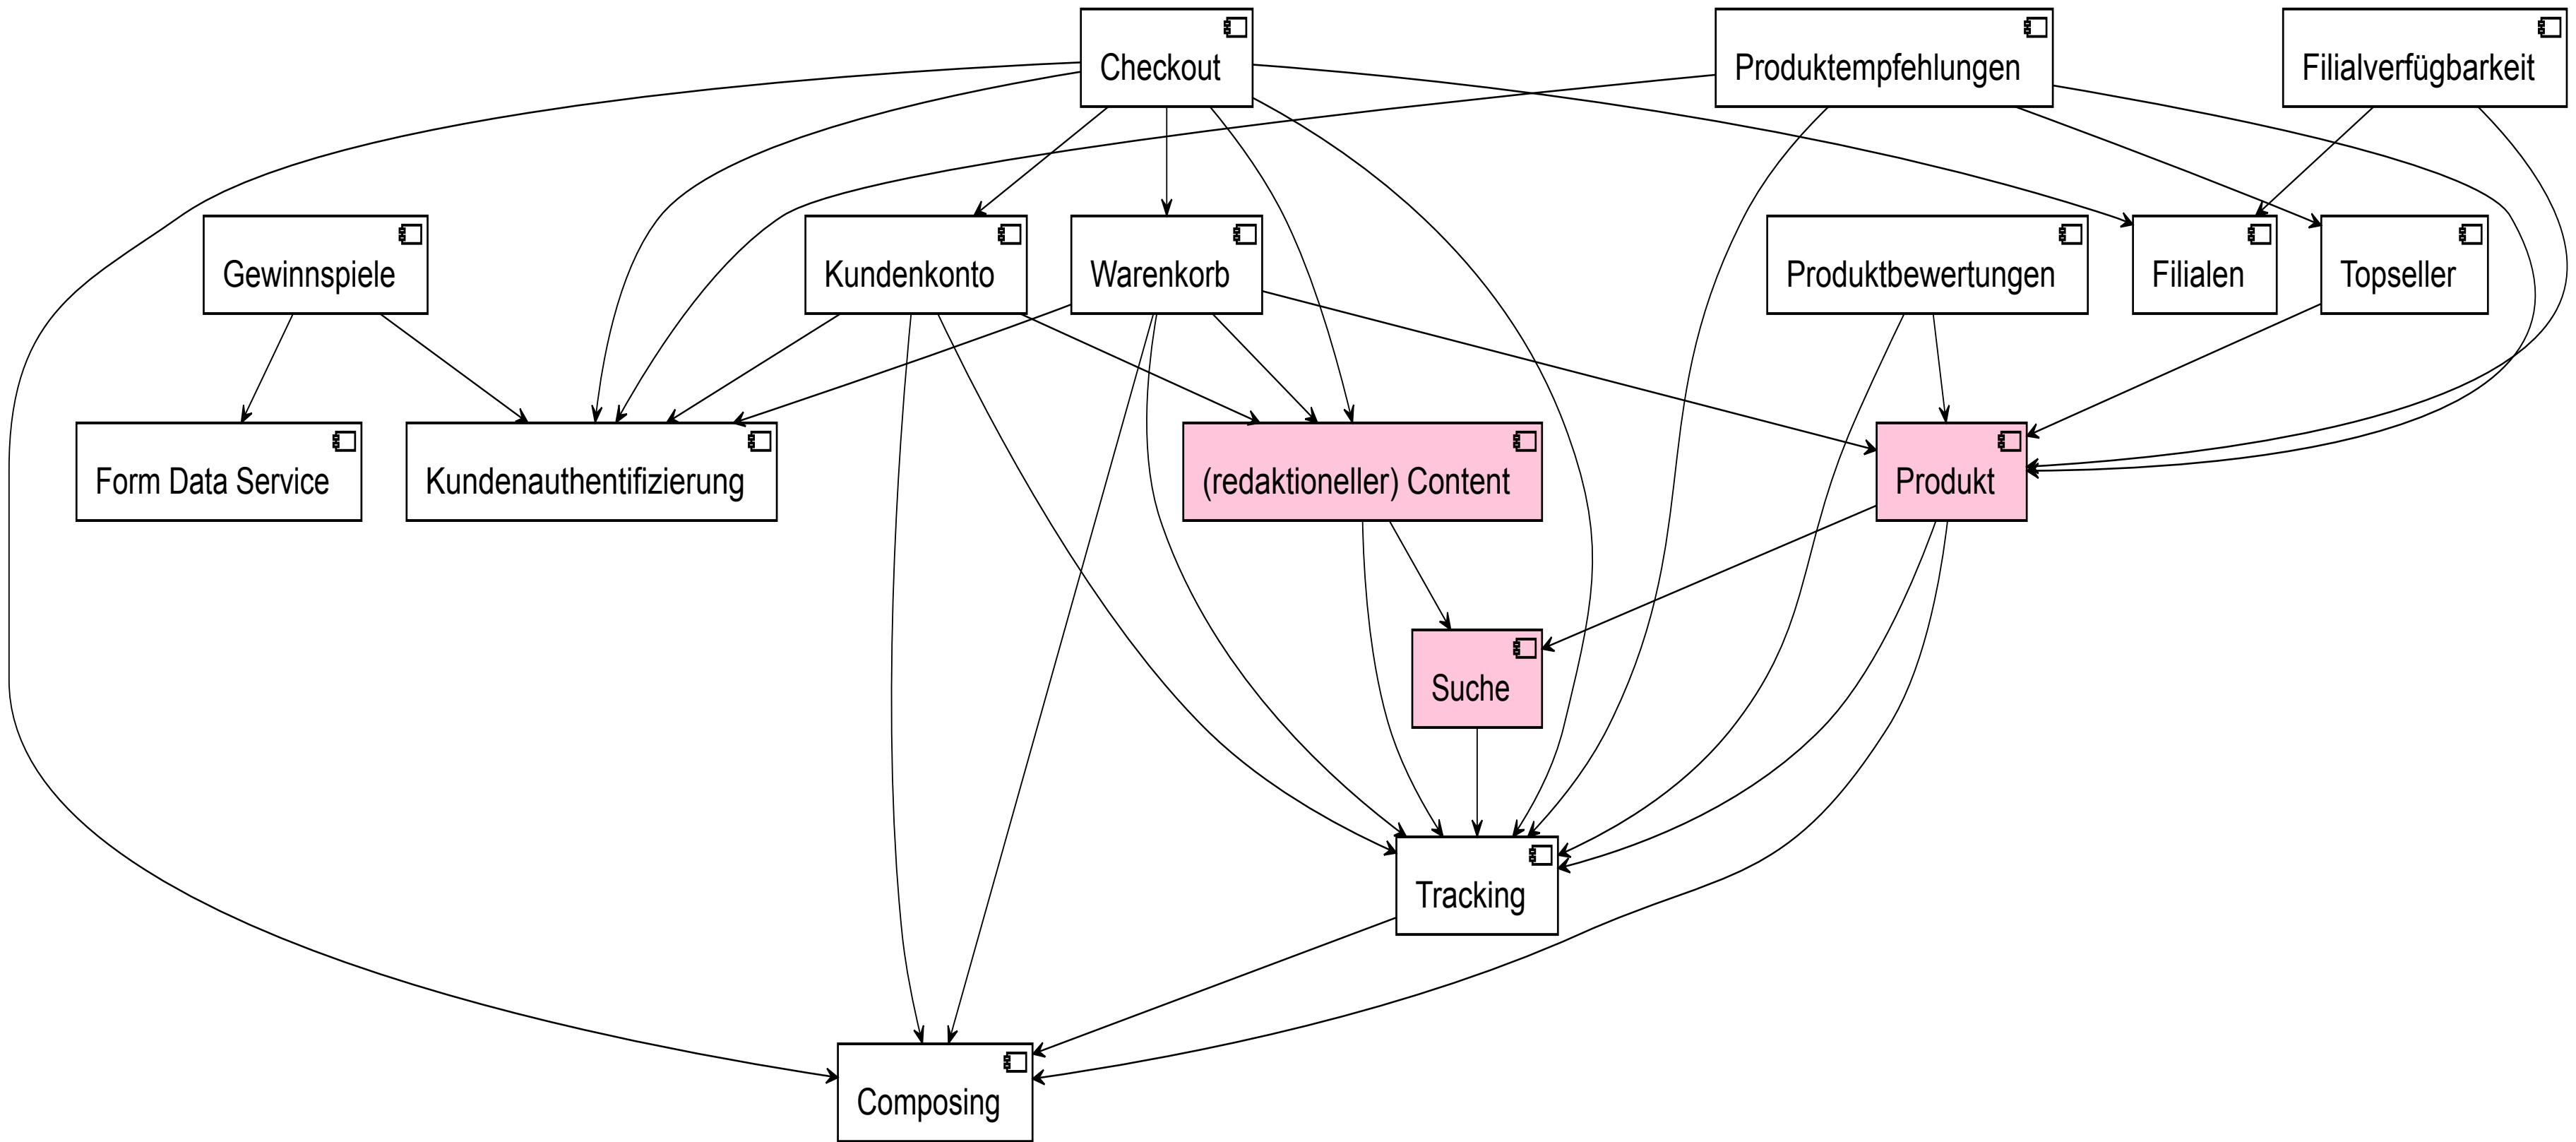 Checkout
Produktempfehlungen
Filialverfügbarkeit
Gewinnspiele
Kundenkonto
Warenkorb
Produktbewertungen
Filialen
Topseller
Form Data Service
Kundenauthentifizierung
(redaktioneller) Content
Produkt
Suche
Tracking
Composing